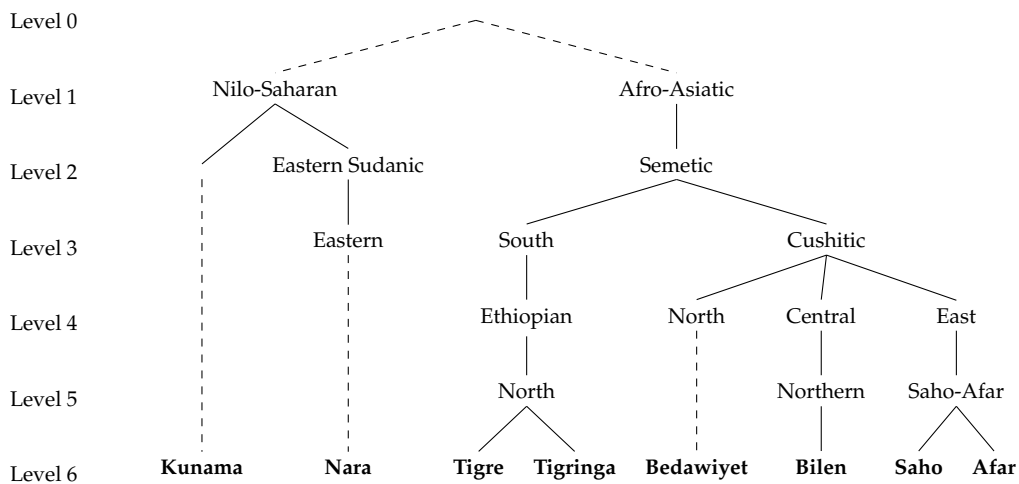 Level 0
Level 1 Nilo-Saharan Afro-Asiatic
Level 2 Eastern Sudanic Semetic
Level 3 Eastern South Cushitic
Level 4 Ethiopian North Central East
Level 5 North Northern Saho-Afar
Level 6 Kunama Nara Tigre Tigringa Bedawiyet Bilen Saho Afar